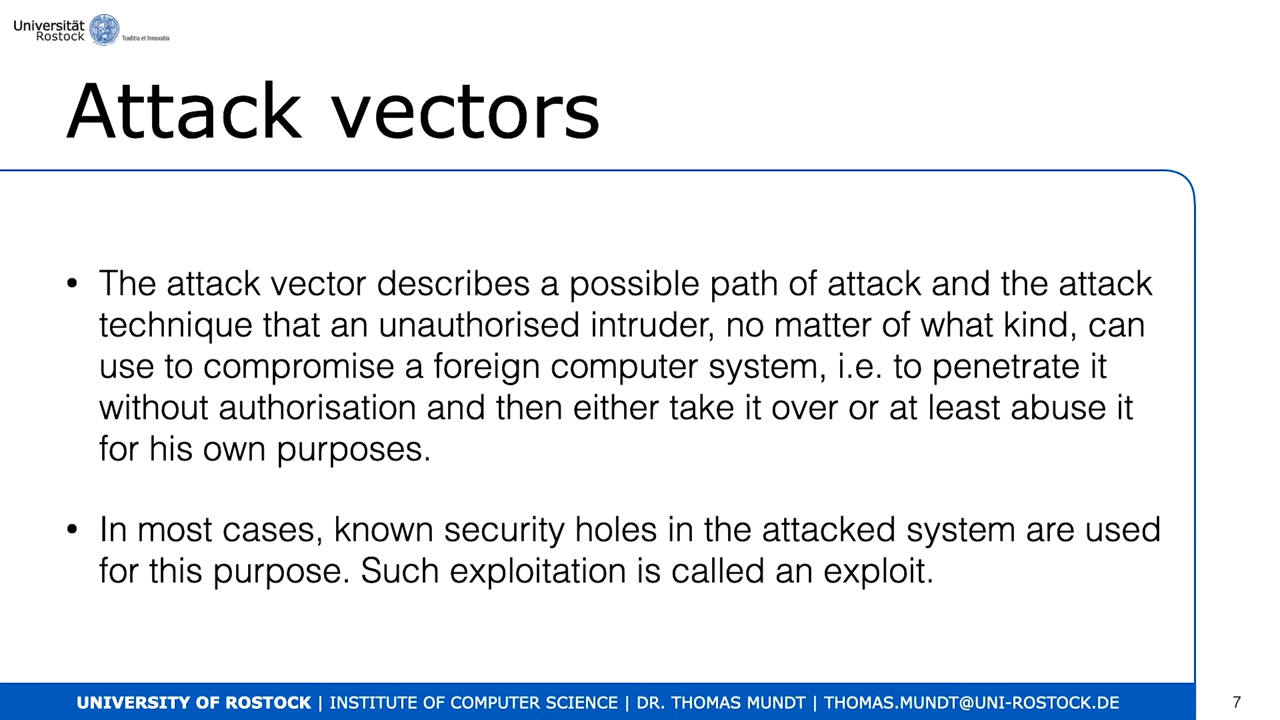 Universität
Rostock
Traditio et Innovatio
Attack vectors
• The attack vector describes a possible path of attack and the attack
technique that an unauthorised intruder, no matter of what kind, can
use to compromise a foreign computer system, i.e. to penetrate it
without authorisation and then either take it over or at least abuse it
for his own purposes.
• In most cases, known security holes in the attacked system are used
for this purpose. Such exploitation is called an exploit.
UNIVERSITY OF ROSTOCK | INSTITUTE OF COMPUTER SCIENCE | DR. THOMAS MUNDT | THOMAS.MUNDT@UNI-ROSTOCK.DE
7